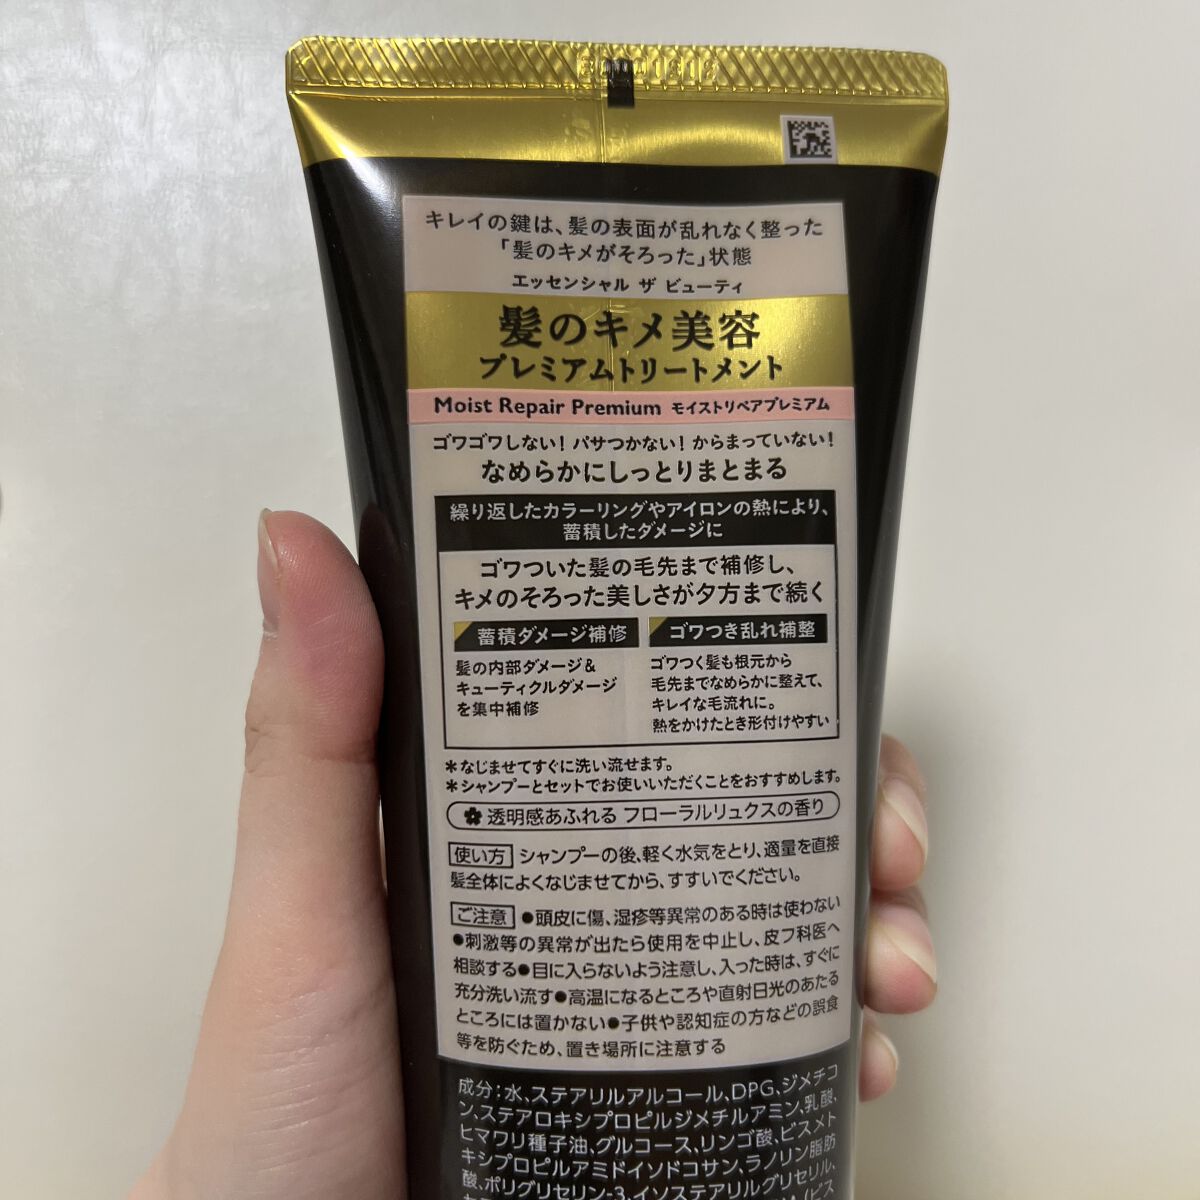 キレイの鍵は、髪の表面が乱れなく整った
「髪のキメがそろった」状態
エッセンシャル ザ ビューティ
髪のキメ美容
プレミアムトリートメント
Moist Repair Premium モイストリペアプレミアム
ゴワゴワしない! パサつかない! からまっていない!
なめらかにしっとりまとまる
繰り返したカラーリングやアイロンの熱により、
蓄積したダメージに
ゴワついた髪の毛先まで補修し、
キメのそろった美しさが夕方まで続く
蓄積ダメージ補修
髪の内部ダメージ&
キューティクルダメージ
を集中補修
ゴワつき乱れ補整
ゴワつく髪も根元から
毛先までなめらかに整えて、
キレイな毛流れに。
熱をかけたとき形付けやすい
*なじませてすぐに洗い流せます。
*シャンプーとセットでお使いいただくことをおすすめします。
透明感あふれる フローラルリュクスの香り
使い方 シャンプーの後、軽く水気をとり、適量を直接
髪全体によくなじませてから、すすいでください。
ご注意 ●頭皮に傷、湿疹等異常のある時は使わない
●刺激等の異常が出たら使用を中止し、皮フ科医へ
相談する●目に入らないよう注意し、入った時は、すぐに
充分洗い流す●高温になるところや直射日光のあたる
ところには置かない●子供や認知症の方などの誤食
等を防ぐため、置き場所に注意する
成分:水、ステアリルアルコール、DPG、ジメチコ
ン、ステアロキシプロピルジメチルアミン、乳酸、
ヒマワリ種子油、グルコース、リンゴ酸、ビスメト
キシプロピルアミドイソドコサン、ラノリン脂肪
酸、ポリグリセリン-3、イソステアリルグリセリル、